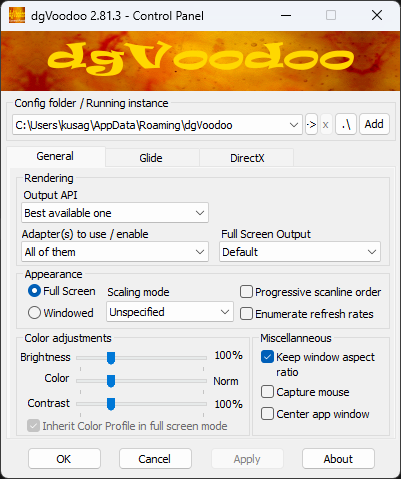 dgVoodoo 2.81.3 - Control Panel
dgVoodoo
Config folder / Running instance
C:\Users\kusag\AppData\Roaming\dgVoodoo -> x .\ Add
General Glide DirectX
Rendering
Output API
Best available one
Adapter(s) to use / enable Full Screen Output
All of them Default
Appearance
Full Screen Scaling mode Progressive scanline order
Windowed Unspecified Enumerate refresh rates
Color adjustments Miscellaneous
Brightness 100% Keep window aspect
ratio
Color Norm Capture mouse
Contrast 100% Center app window
Inherit Color Profile in full screen mode
OK Cancel Apply About